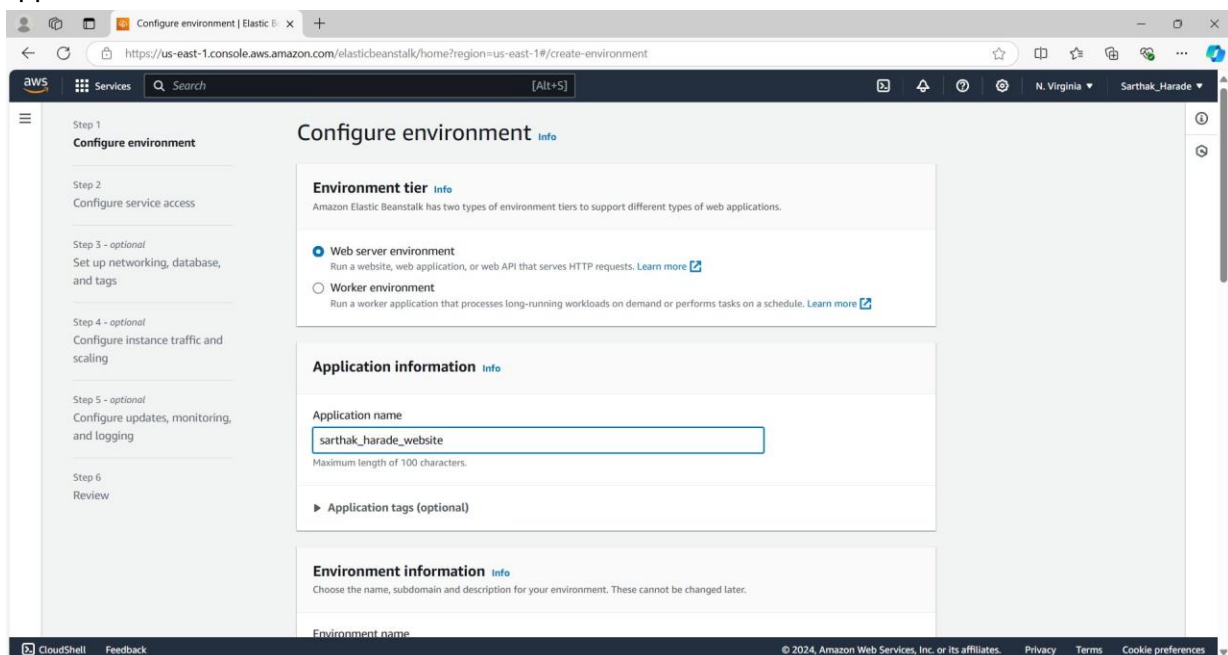 Configure environment | Elastic B
https://us-east-1.console.aws.amazon.com/elasticbeanstalk/home?region=us-east-1#/create-environment
aws
Services
Search
[Alt+S]
N. Virginia
Sarthak_Harade
Step 1
Configure environment
Step 2
Configure service access
Step 3 - optional
Set up networking, database,
and tags
Step 4 - optional
Configure instance traffic and
scaling
Step 5 - optional
Configure updates, monitoring,
and logging
Step 6
Review
Configure environment Info
Environment tier Info
Amazon Elastic Beanstalk has two types of environment tiers to support different types of web applications.
Web server environment
Run a website, web application, or web API that serves HTTP requests. Learn more
Worker environment
Run a worker application that processes long-running workloads on demand or performs tasks on a schedule. Learn more
Application information Info
Application name
sarthak_harade_website
Maximum length of 100 characters.
Application tags (optional)
Environment information Info
Choose the name, subdomain and description for your environment. These cannot be changed later.
Environment name
CloudShell Feedback
© 2024, Amazon Web Services, Inc. or its affiliates. Privacy Terms Cookie preferences